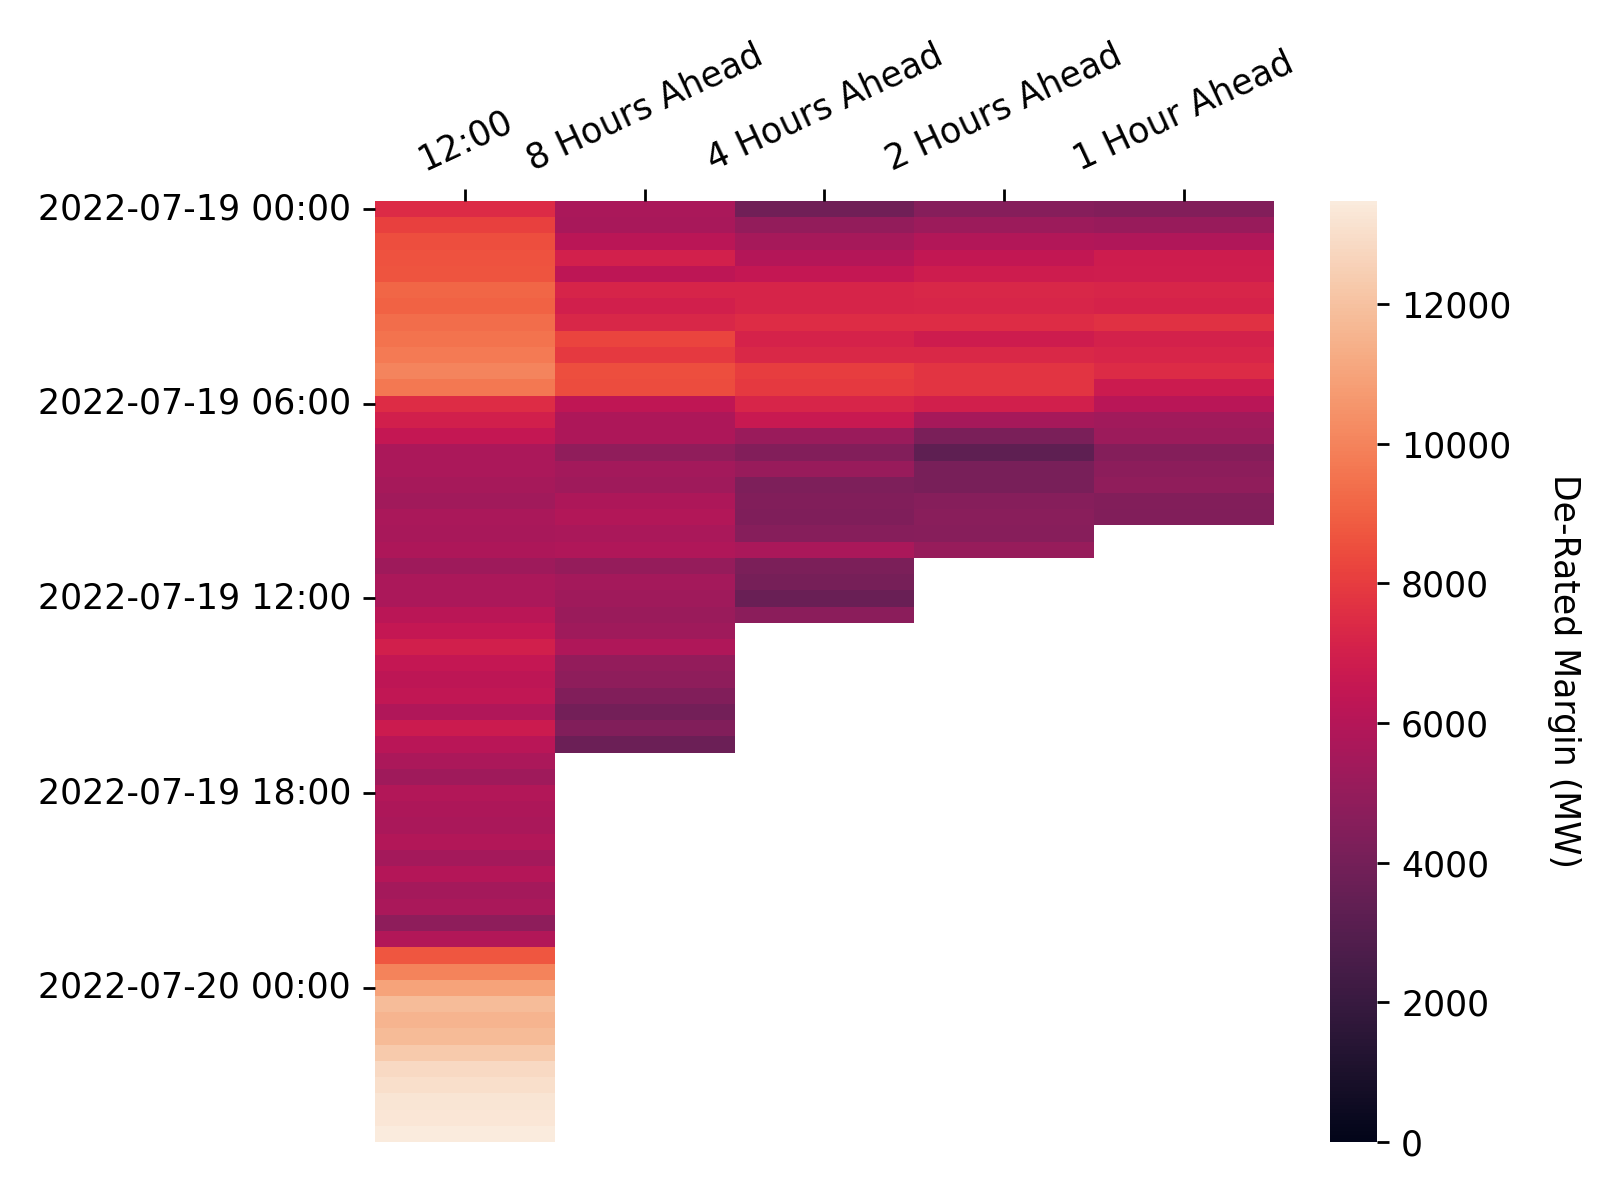 12:00
8 Hours Ahead
4 Hours Ahead
2 Hours Ahead
1 Hour Ahead
2022-07-19 00:00
2022-07-19 06:00
2022-07-19 12:00
2022-07-19 18:00
2022-07-20 00:00
12000
10000
8000
6000
4000
2000
0
De-Rated Margin (MW)